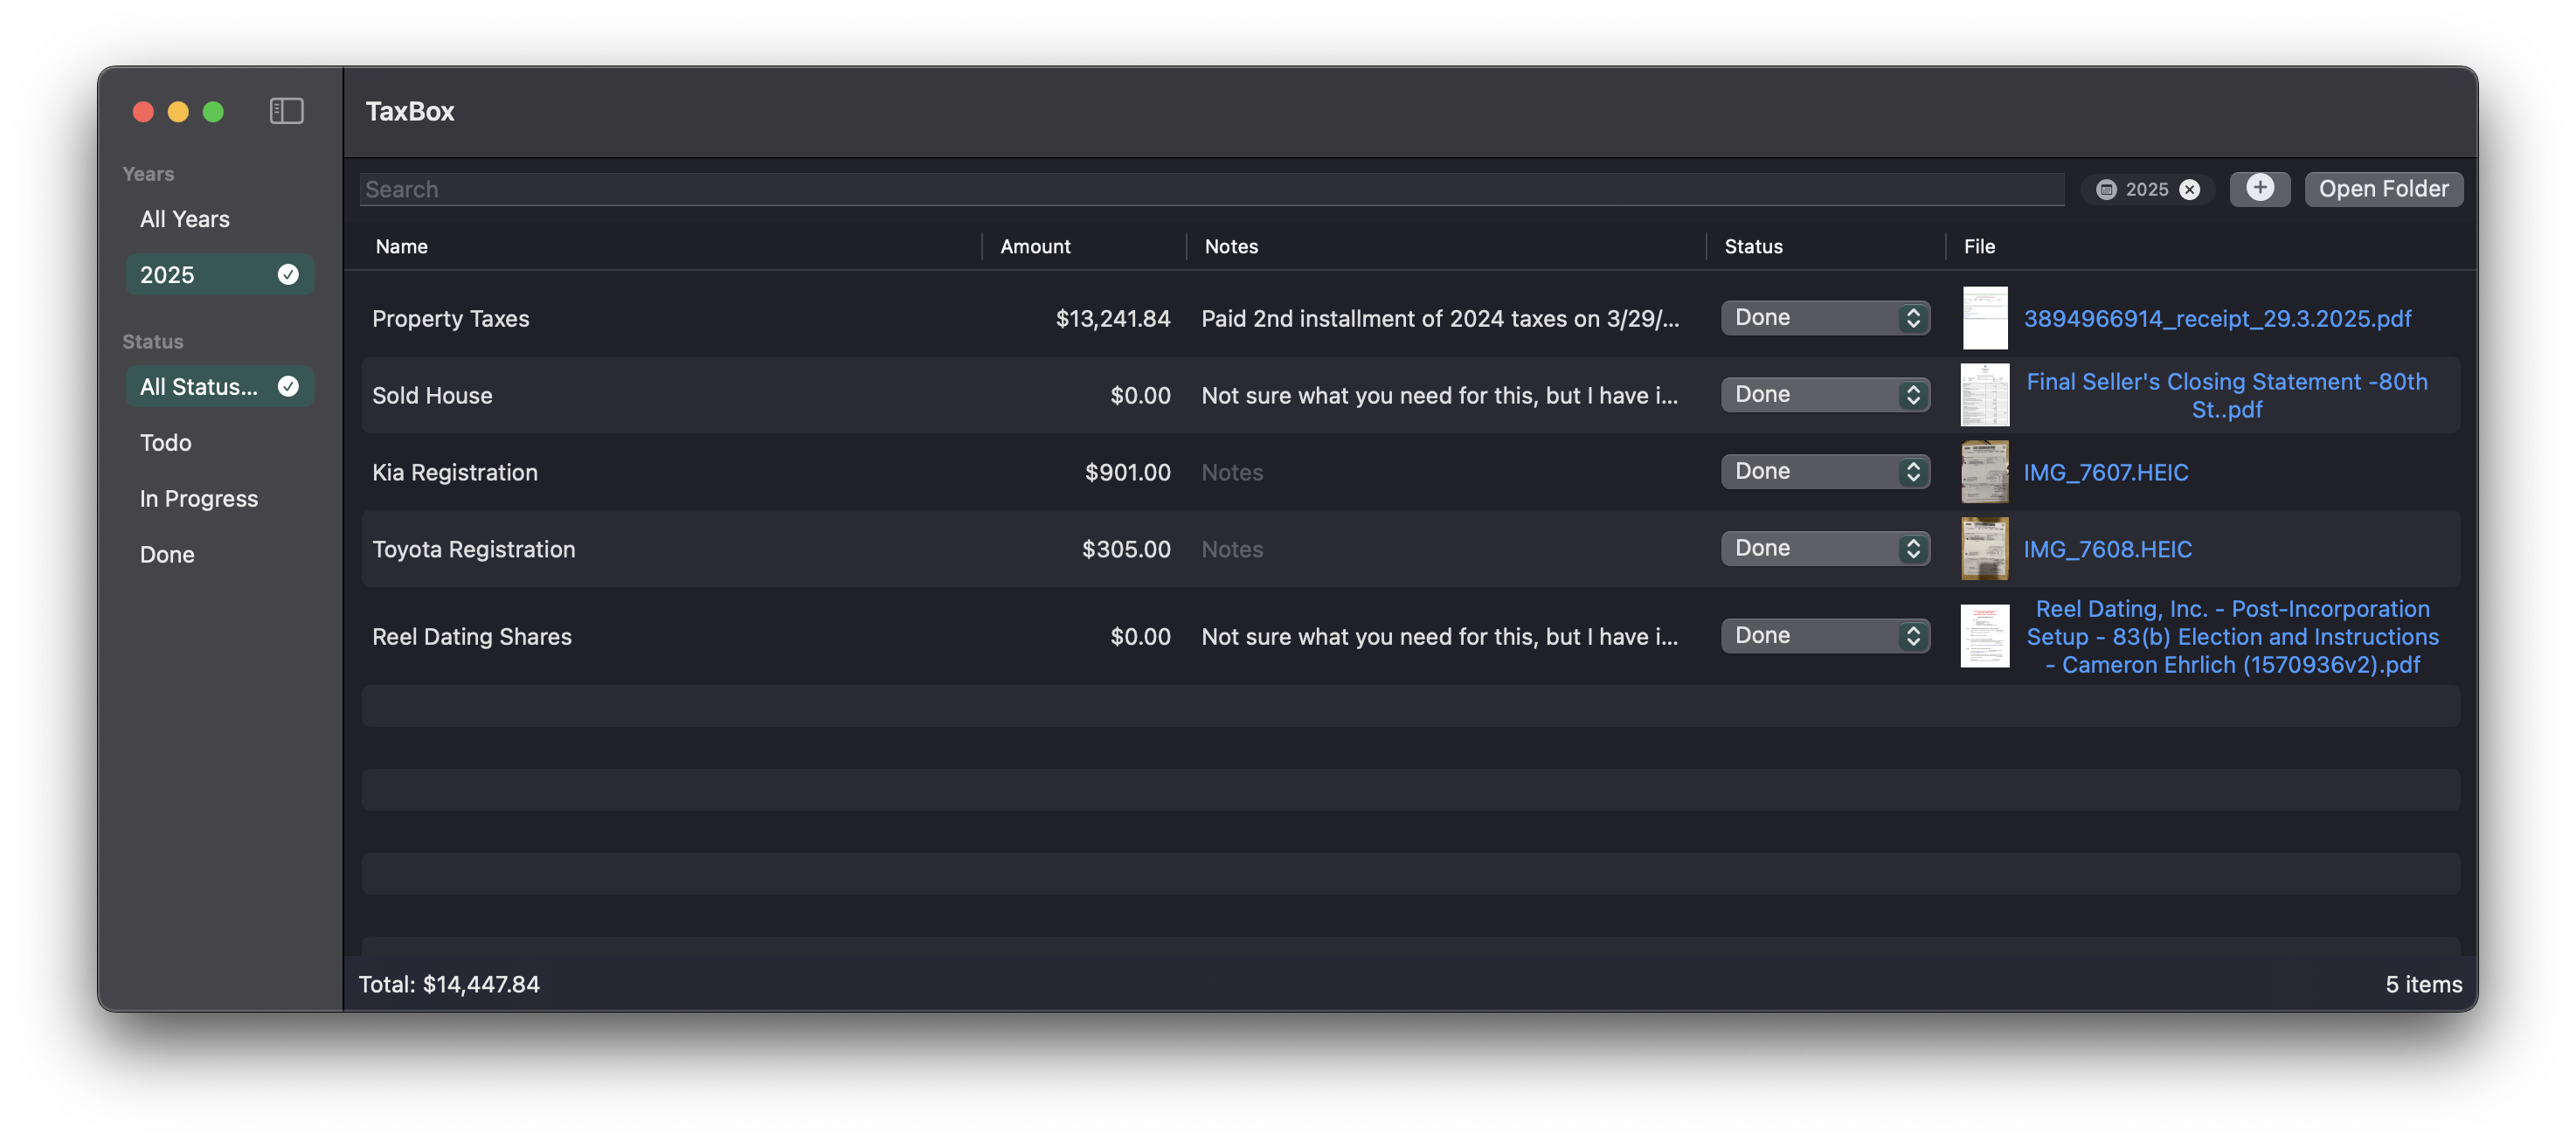 TaxBox
Years
All Years
2025
Status
All Status...
Todo
In Progress
Done
Search
2025
Open Folder
Name Amount Notes Status File
Property Taxes $13,241.84 Paid 2nd installment of 2024 taxes on 3/29/... Done 3894966914_receipt_29.3.2025.pdf
Sold House $0.00 Not sure what you need for this, but I have i... Done Final Seller's Closing Statement -80th
St..pdf
Kia Registration $901.00 Notes Done IMG_7607.HEIC
Toyota Registration $305.00 Notes Done IMG_7608.HEIC
Reel Dating Shares $0.00 Not sure what you need for this, but I have i... Done Reel Dating, Inc. - Post-Incorporation
Setup - 83(b) Election and Instructions
- Cameron Ehrlich (1570936v2).pdf
Total: $14,447.84
5 items